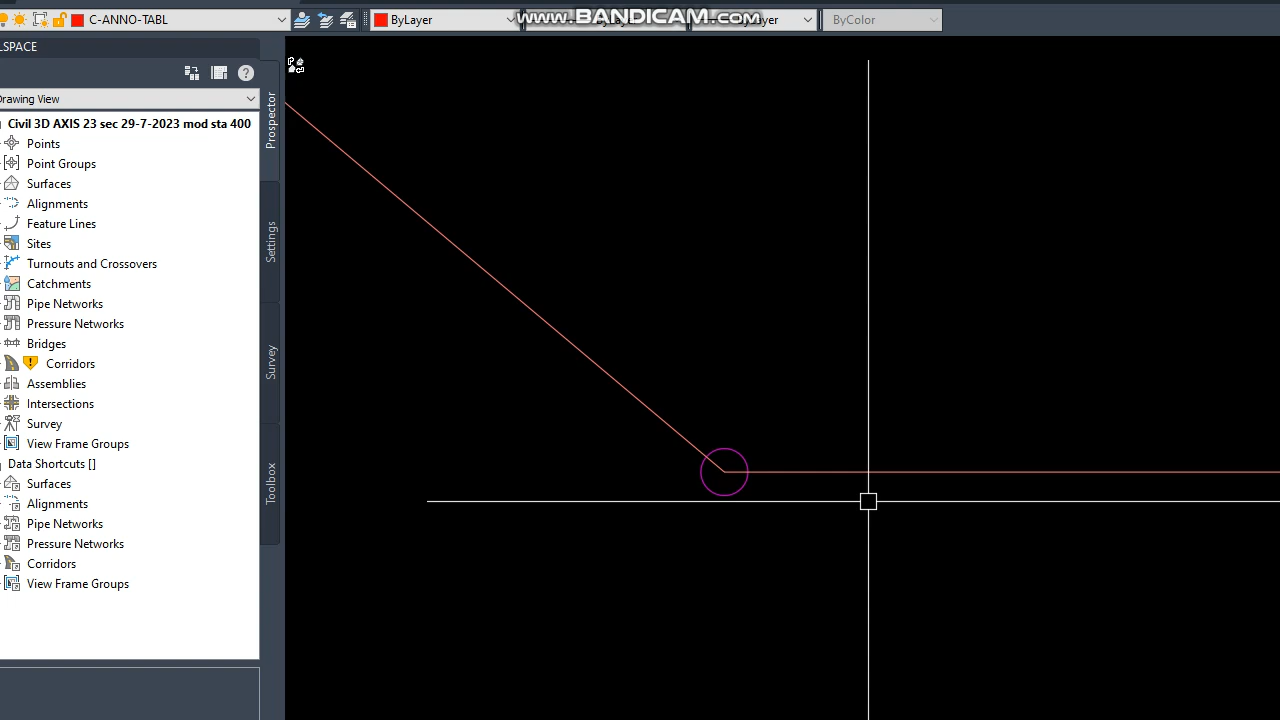 C-ANNO-TABL
ByLayer
www.BANDICAM.com
ByColor
LSPACE
Drawing View
Civil 3D AXIS 23 sec 29-7-2023 mod sta 400
Points
Point Groups
Surfaces
Alignments
Feature Lines
Sites
Turnouts and Crossovers
Catchments
Pipe Networks
Pressure Networks
Bridges
Corridors
Assemblies
Intersections
Survey
View Frame Groups
Data Shortcuts []
Surfaces
Alignments
Pipe Networks
Pressure Networks
Corridors
View Frame Groups
Prospector
Settings
Survey
Toolbox